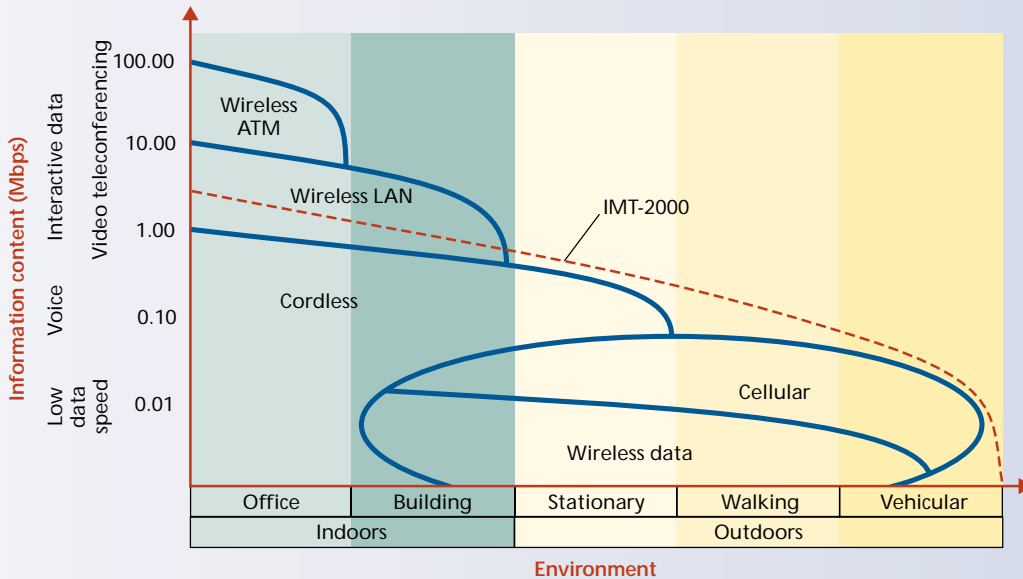 Information content (Mbps)
Interactive data
Video teleconferencing
Voice
Low
data
speed
100.00
10.00
1.00
0.10
0.01
Wireless
ATM
Wireless LAN
IMT-2000
Cordless
Cellular
Wireless data
Office Building Stationary Walking Vehicular
Indoors Outdoors
Environment